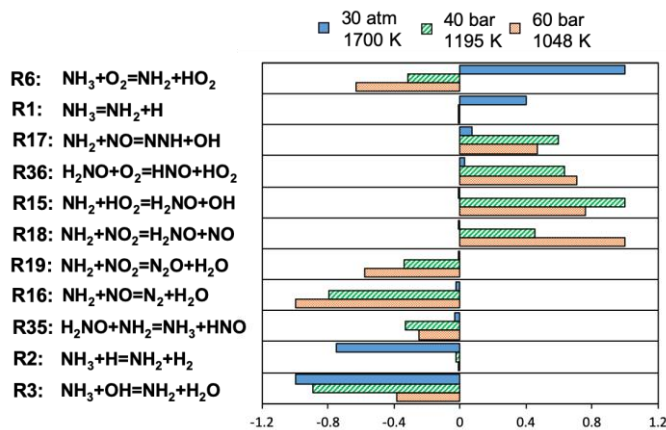 30 atm 40 bar 60 bar
1700 K 1195 K 1048 K
R6: NH₃+O₂=NH₂+HO₂
R1: NH₃=NH₂+H
R17: NH₂+NO=NNH+OH
R36: H₂NO+O₂=HNO+HO₂
R15: NH₂+HO₂=H₂NO+OH
R18: NH₂+NO₂=H₂NO+NO
R19: NH₂+NO₂=N₂O+H₂O
R16: NH₂+NO=N₂+H₂O
R35: H₂NO+NH₂=NH₃+HNO
R2: NH₃+H=NH₂+H₂
R3: NH₃+OH=NH₂+H₂O
-1.2 -0.8 -0.4 0 0.4 0.8 1.2